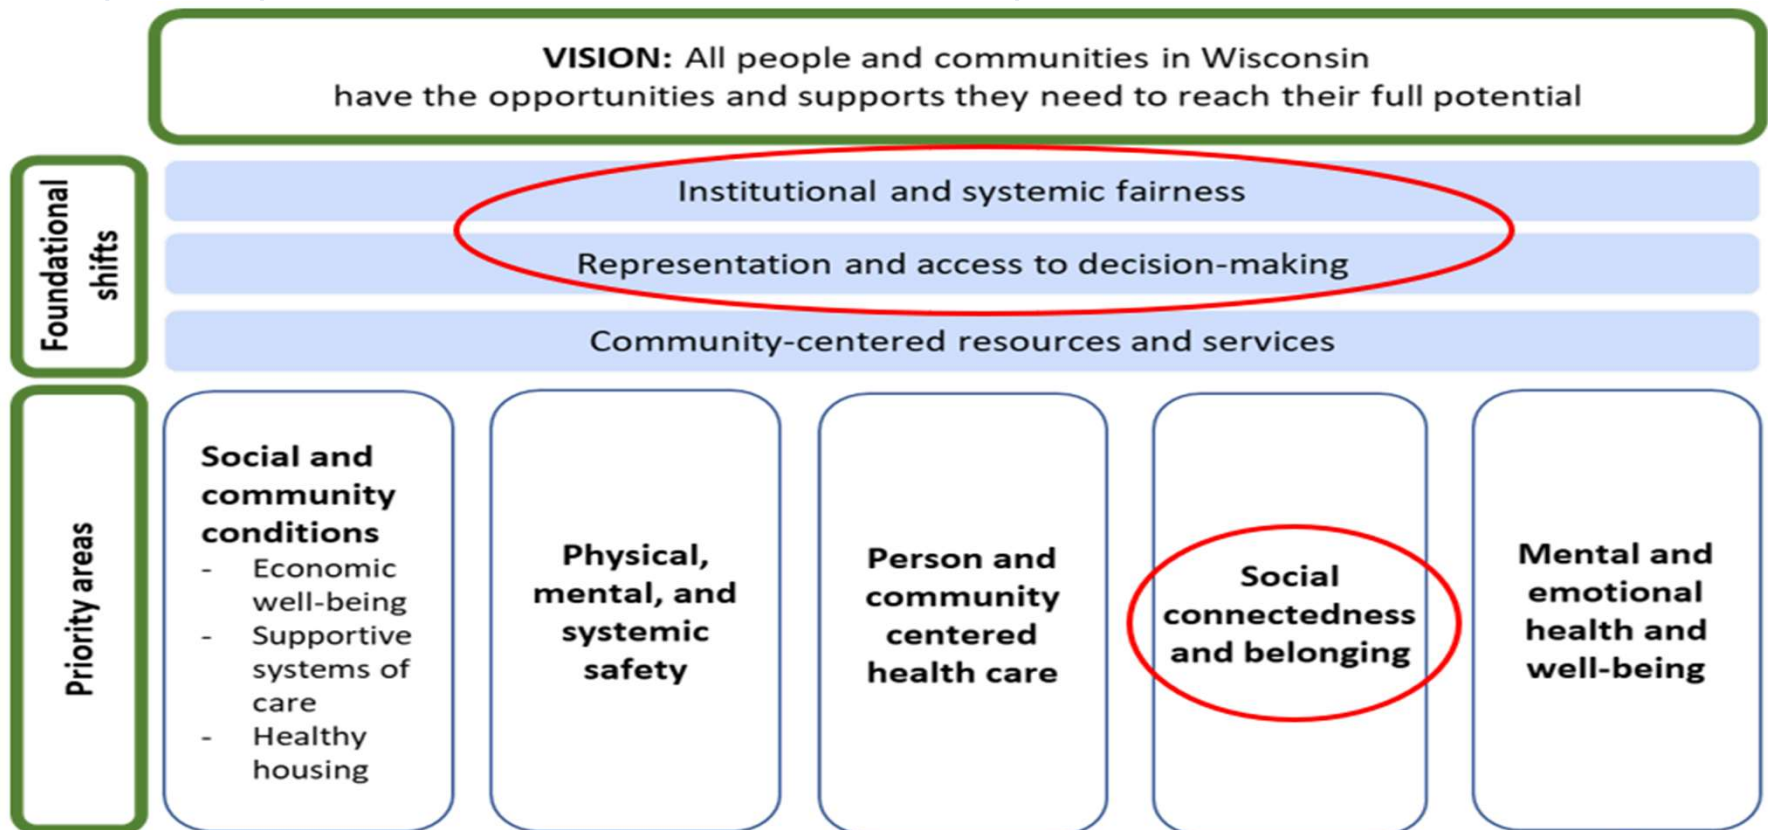 VISION: All people and communities in Wisconsin
have the opportunities and supports they need to reach their full potential
Foundational
shifts
Institutional and systemic fairness
Representation and access to decision-making
Community-centered resources and services
Priority areas
Social and
community
conditions
- Economic
well-being
- Supportive
systems of
care
- Healthy
housing
Physical,
mental, and
systemic
safety
Person and
community
centered
health care
Social
connectedness
and belonging
Mental and
emotional
health and
well-being